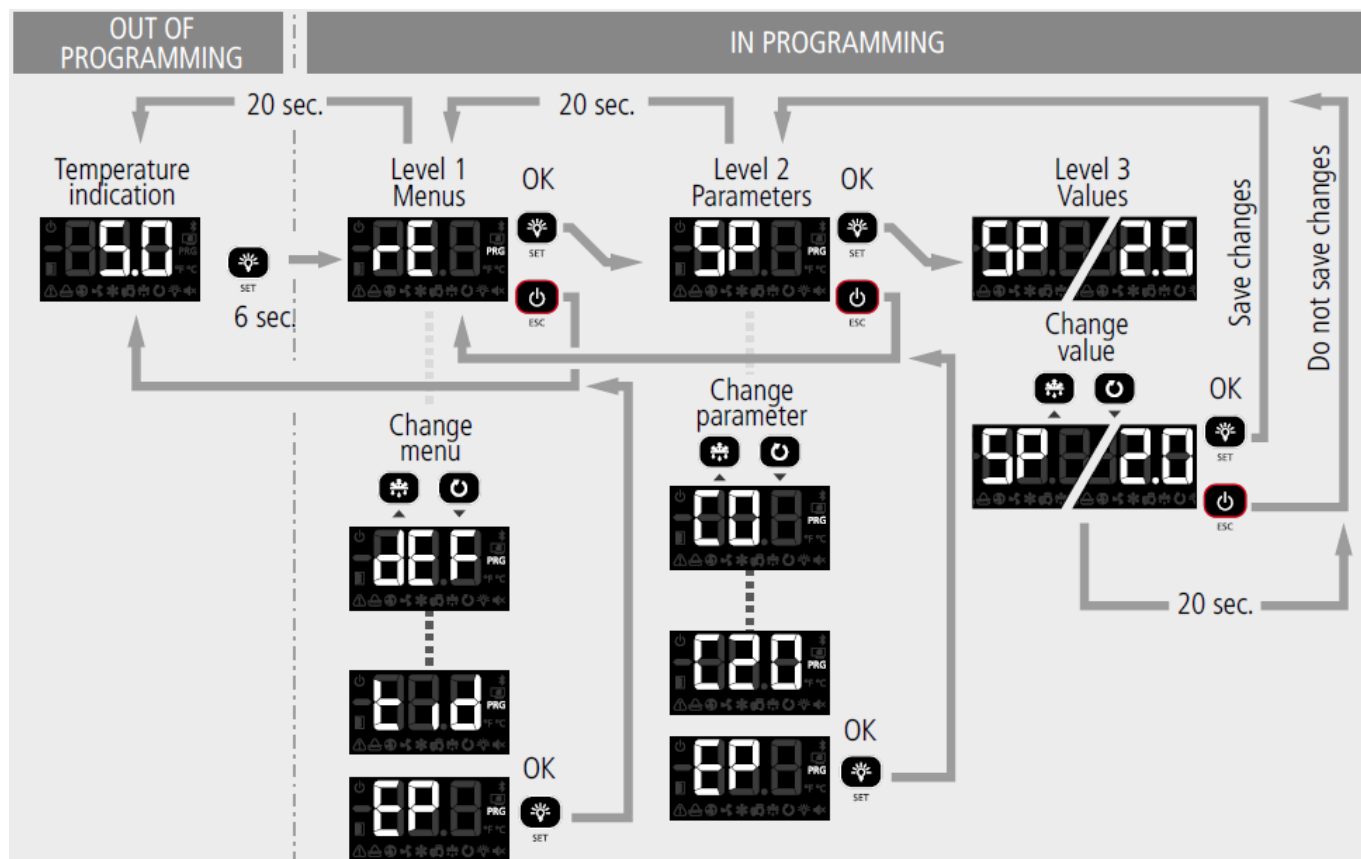 OUT OF
PROGRAMMING
IN PROGRAMMING
20 sec.
20 sec.
Temperature
indication
5.0
PRG
°F °C
SET
6 sec.
Level 1
Menus
rE
PRG
°F °C
OK
SET
ESC
Level 2
Parameters
SP
PRG
°F °C
OK
SET
ESC
Level 3
Values
SP / 2.5
Change
value
SP / 2.0
OK
SET
ESC
Save changes
Do not save changes
20 sec.
Change
menu
dEF
PRG
°F °C
tid
PRG
°F °C
EP
PRG
°F °C
OK
SET
Change
parameter
C0
PRG
°F °C
C20
PRG
°F °C
EP
PRG
°F °C
OK
SET